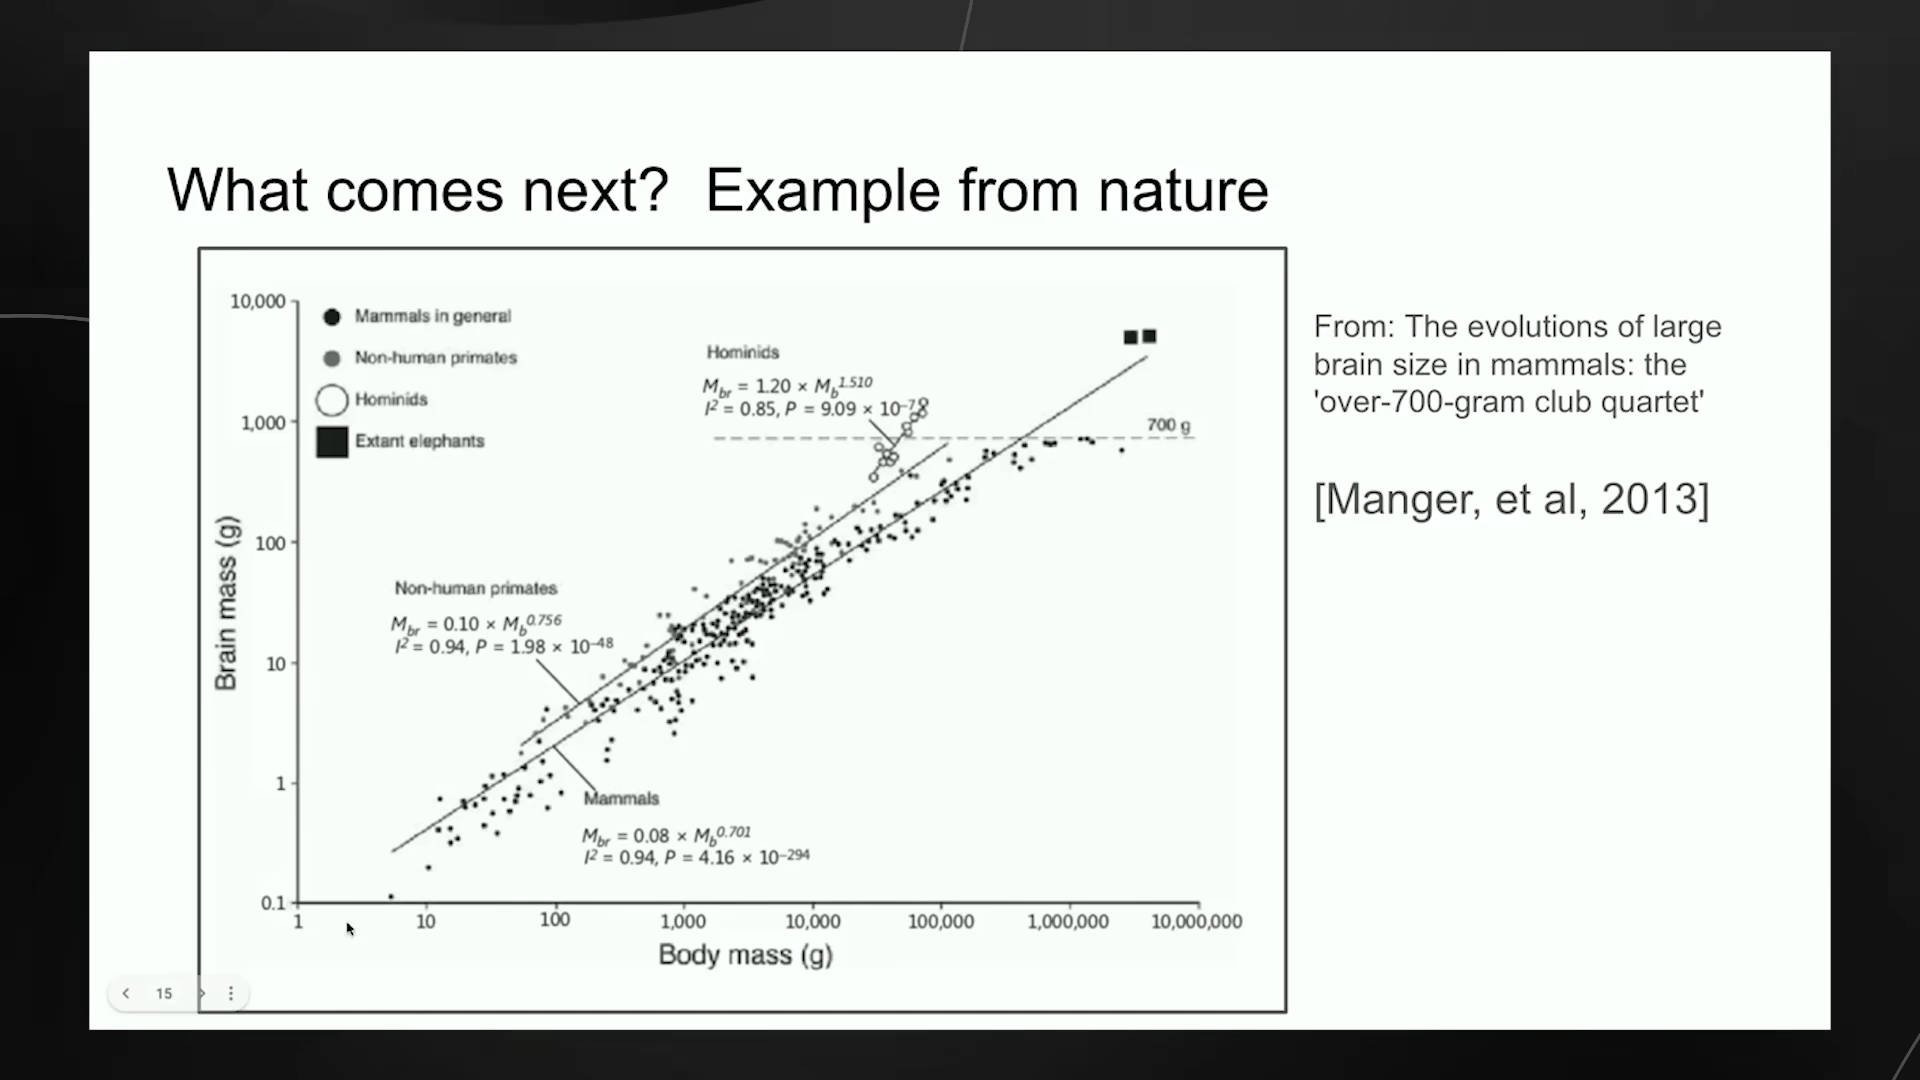 What comes next?  Example from nature
10,000
1,000
100
10
1
0.1
Brain mass (g)
Mammals in general
Non-human primates
Hominids
Extant elephants
Hominids
M_br = 1.20 × M_b^1.510
I² = 0.85, P = 9.09 × 10^–7
700 g
Non-human primates
M_br = 0.10 × M_b^0.756
I² = 0.94, P = 1.98 × 10^–48
Mammals
M_br = 0.08 × M_b^0.701
I² = 0.94, P = 4.16 × 10^–294
1 10 100 1,000 10,000 100,000 1,000,000 10,000,000
Body mass (g)
From: The evolutions of large
brain size in mammals: the
'over-700-gram club quartet'
[Manger, et al, 2013]
15